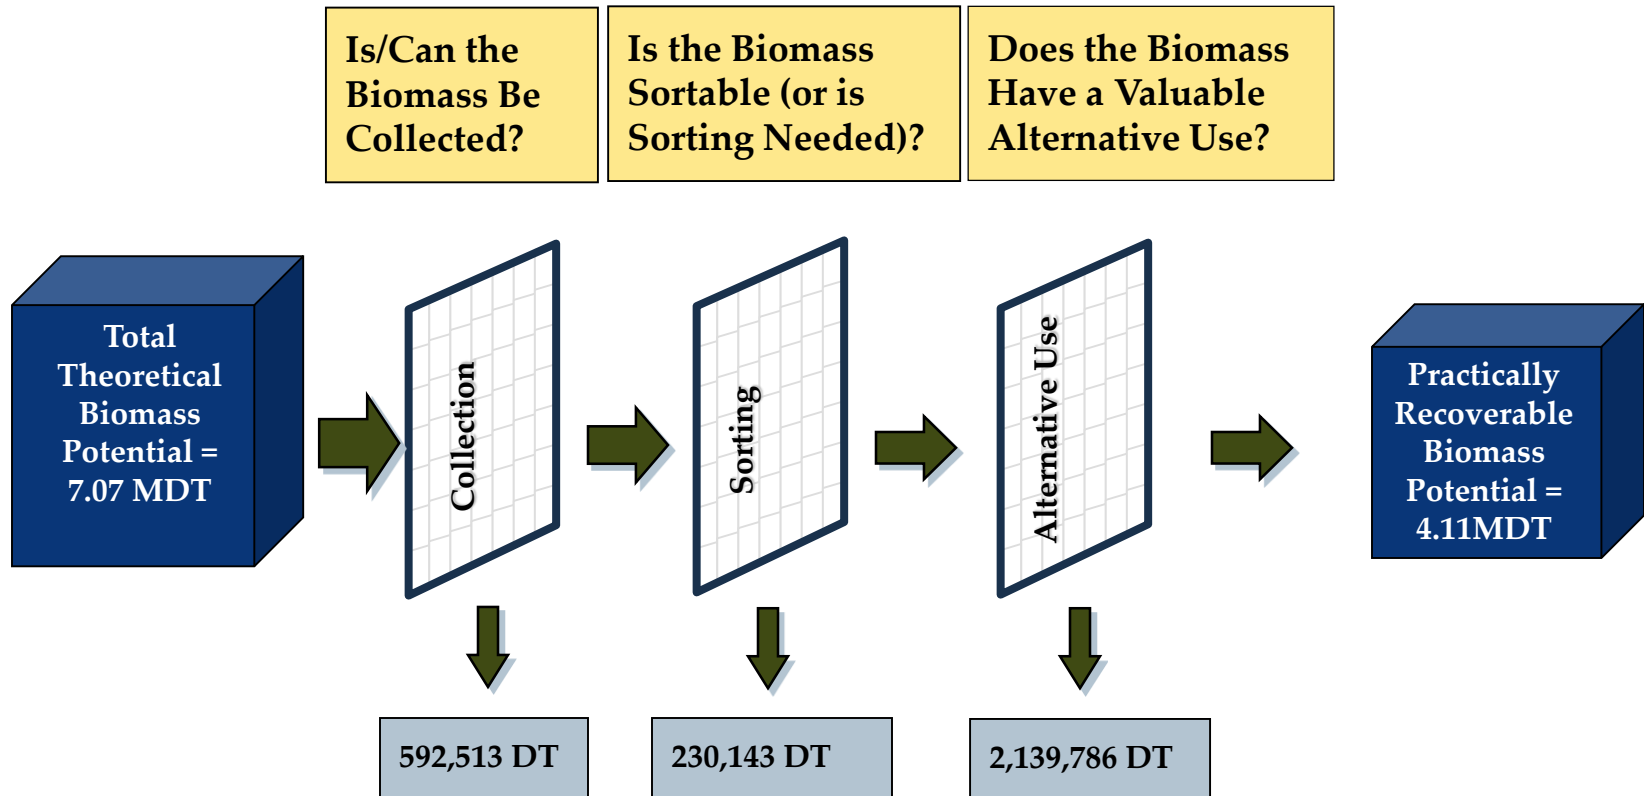 Is/Can the
Biomass Be
Collected?
Is the Biomass
Sortable (or is
Sorting Needed)?
Does the Biomass
Have a Valuable
Alternative Use?
Total
Theoretical
Biomass
Potential =
7.07 MDT
Collection
Sorting
Alternative Use
Practically
Recoverable
Biomass
Potential =
4.11MDT
592,513 DT
230,143 DT
2,139,786 DT